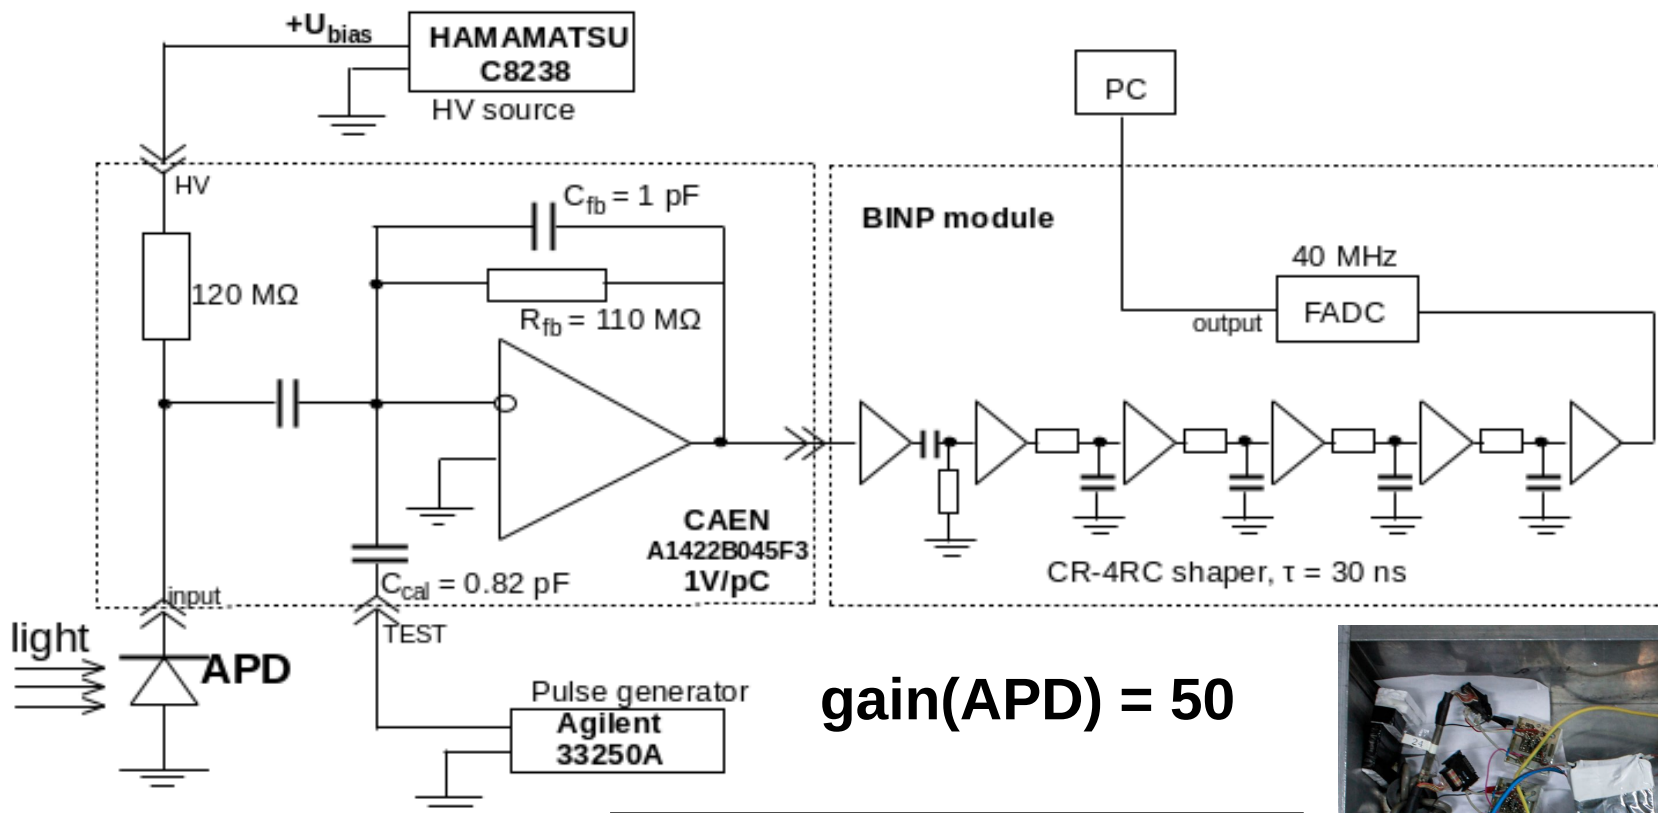 +Ubias
HAMAMATSU
C8238
HV source
PC
HV
Cfb = 1 pF
BINP module
40 MHz
120 MΩ
Rfb = 110 MΩ
FADC
output
CAEN
A1422B045F3
1V/pC
Ccal = 0.82 pF
CR-4RC shaper, τ = 30 ns
input
TEST
light
APD
Pulse generator
Agilent
33250A
gain(APD) = 50